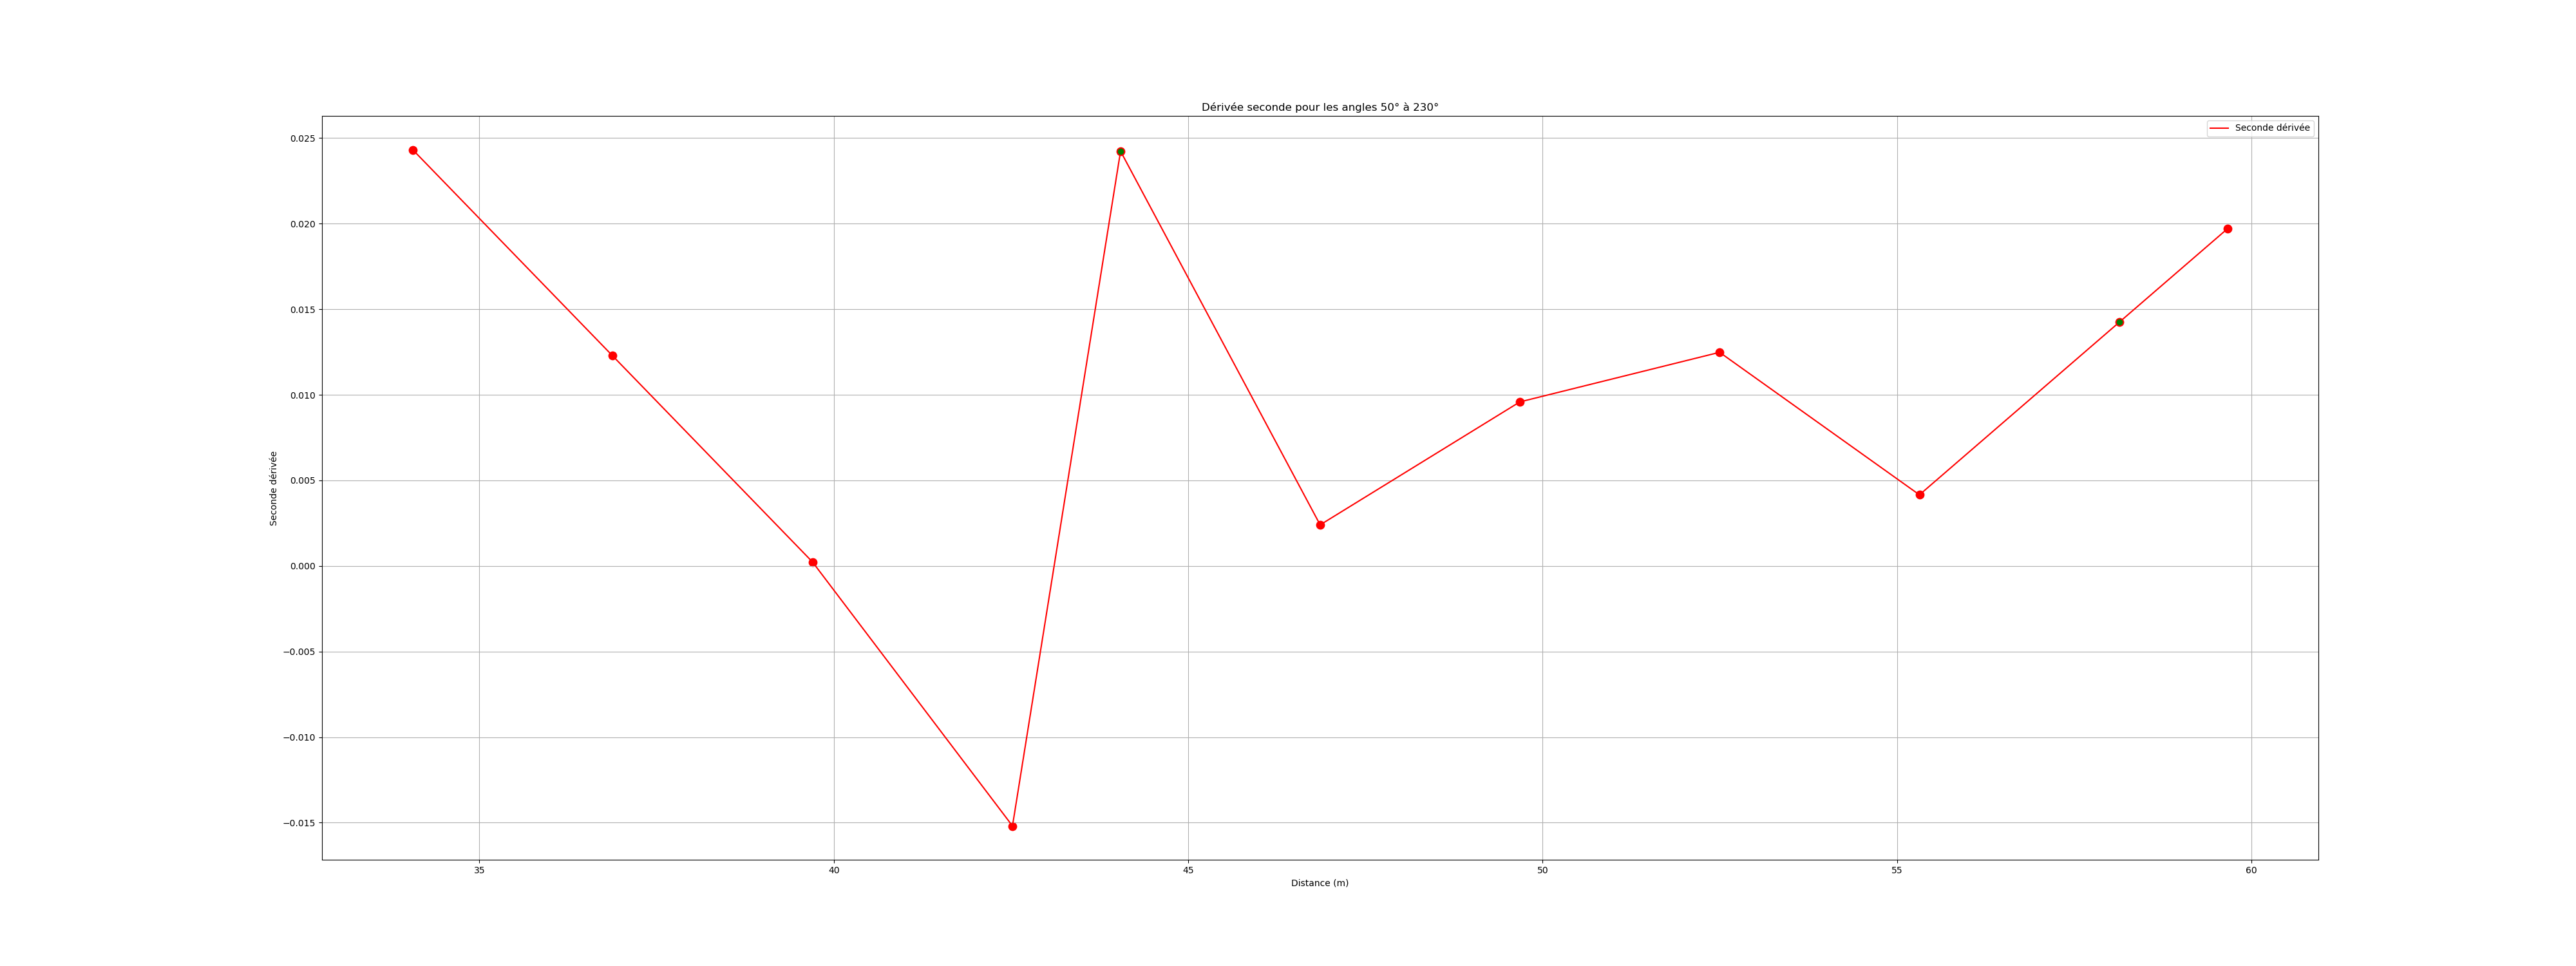 Dérivée seconde pour les angles 50° à 230°
Seconde dérivée
0.025
0.020
0.015
0.010
0.005
0.000
−0.005
−0.010
−0.015
Seconde dérivée
35 40 45 50 55 60
Distance (m)